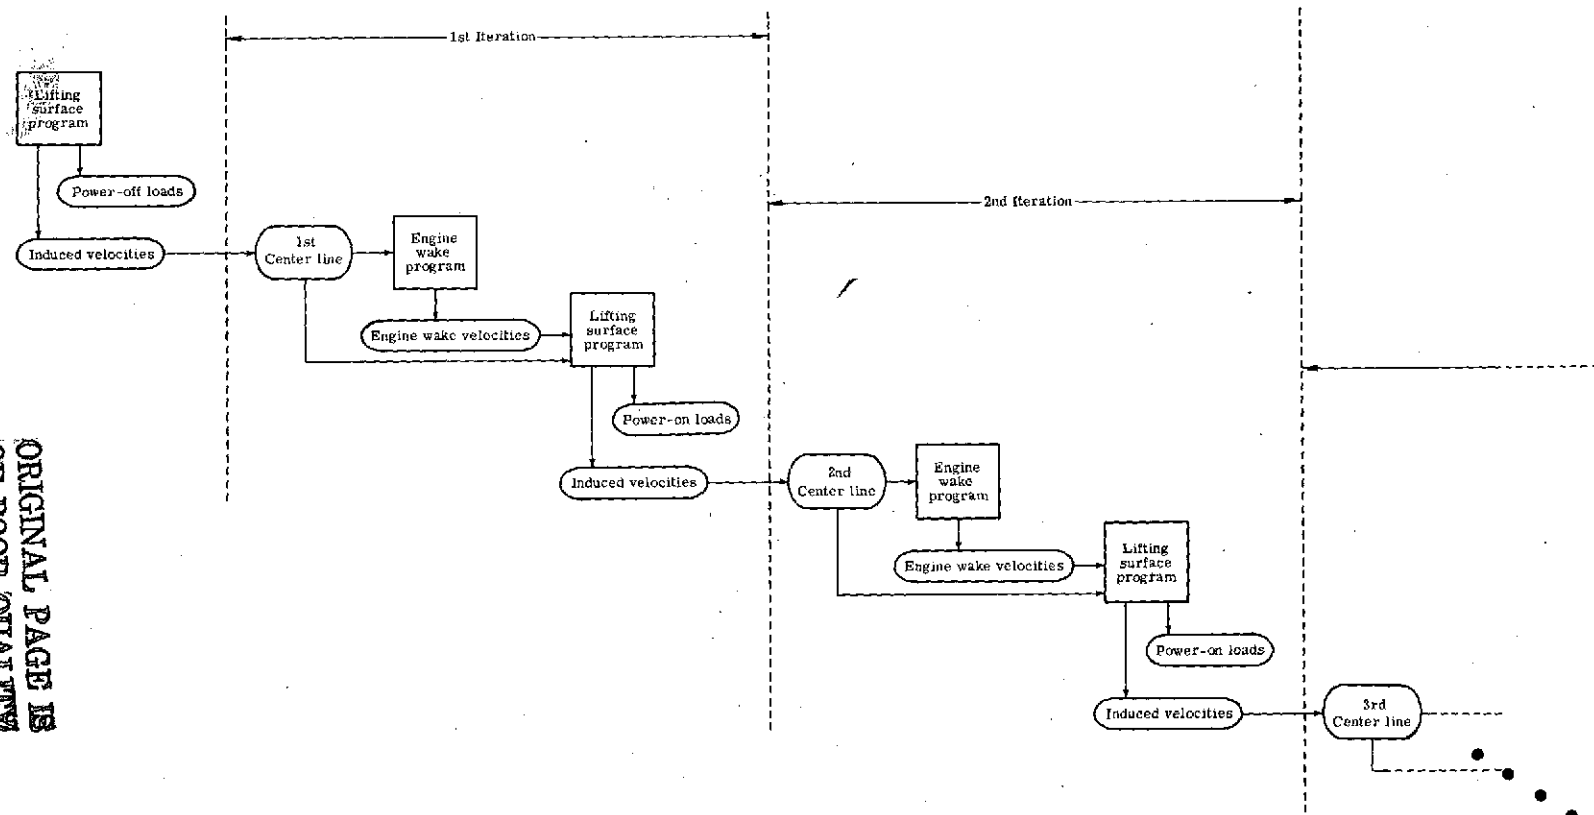 1st Iteration
Lifting
surface
program
Power-off loads
2nd Iteration
Induced velocities
1st
Center line
Engine
wake
program
Engine wake velocities
Lifting
surface
program
Power-on loads
Induced velocities
2nd
Center line
Engine
wake
program
Engine wake velocities
Lifting
surface
program
Power-on loads
Induced velocities
3rd
Center line
ORIGINAL PAGE IS